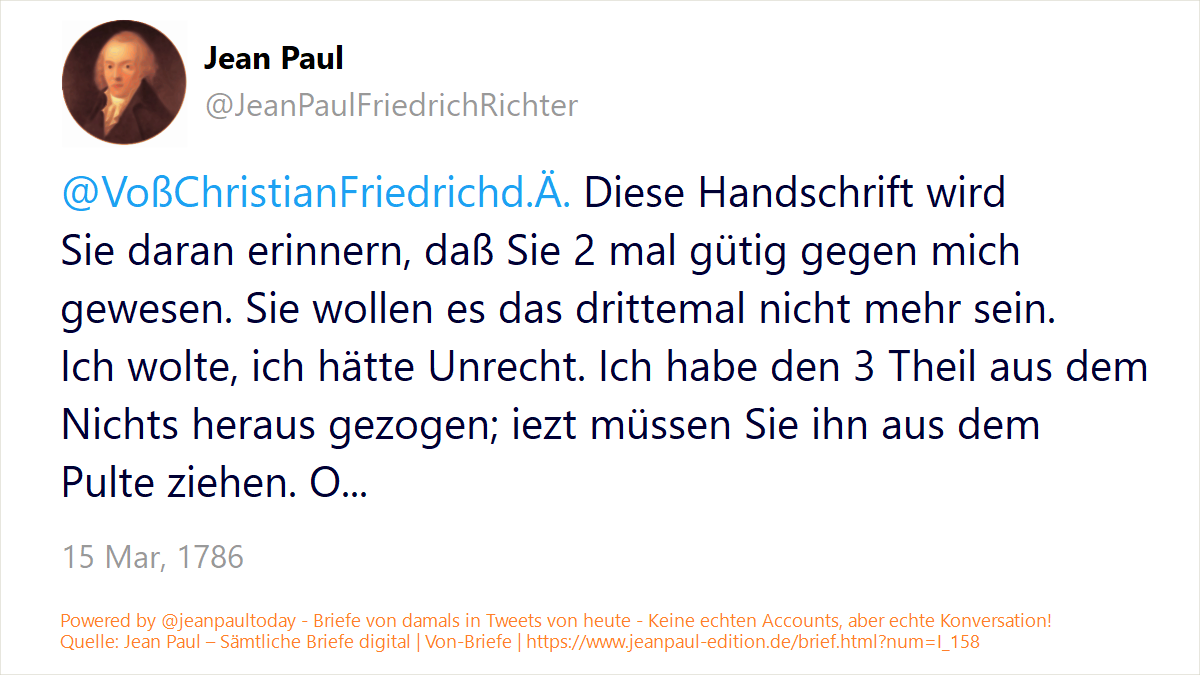 Jean Paul
@JeanPaulFriedrichRichter
@VoßChristianFriedrichd.Ä. Diese Handschrift wird
Sie daran erinnern, daß Sie 2 mal gütig gegen mich
gewesen. Sie wollen es das drittemal nicht mehr sein.
Ich wolte, ich hätte Unrecht. Ich habe den 3 Theil aus dem
Nichts heraus gezogen; iezt müssen Sie ihn aus dem
Pulte ziehen. O...
15 Mar, 1786
Powered by @jeanpaultoday - Briefe von damals in Tweets von heute - Keine echten Accounts, aber echte Konversation!
Quelle: Jean Paul – Sämtliche Briefe digital | Von-Briefe | https://www.jeanpaul-edition.de/brief.html?num=I_158